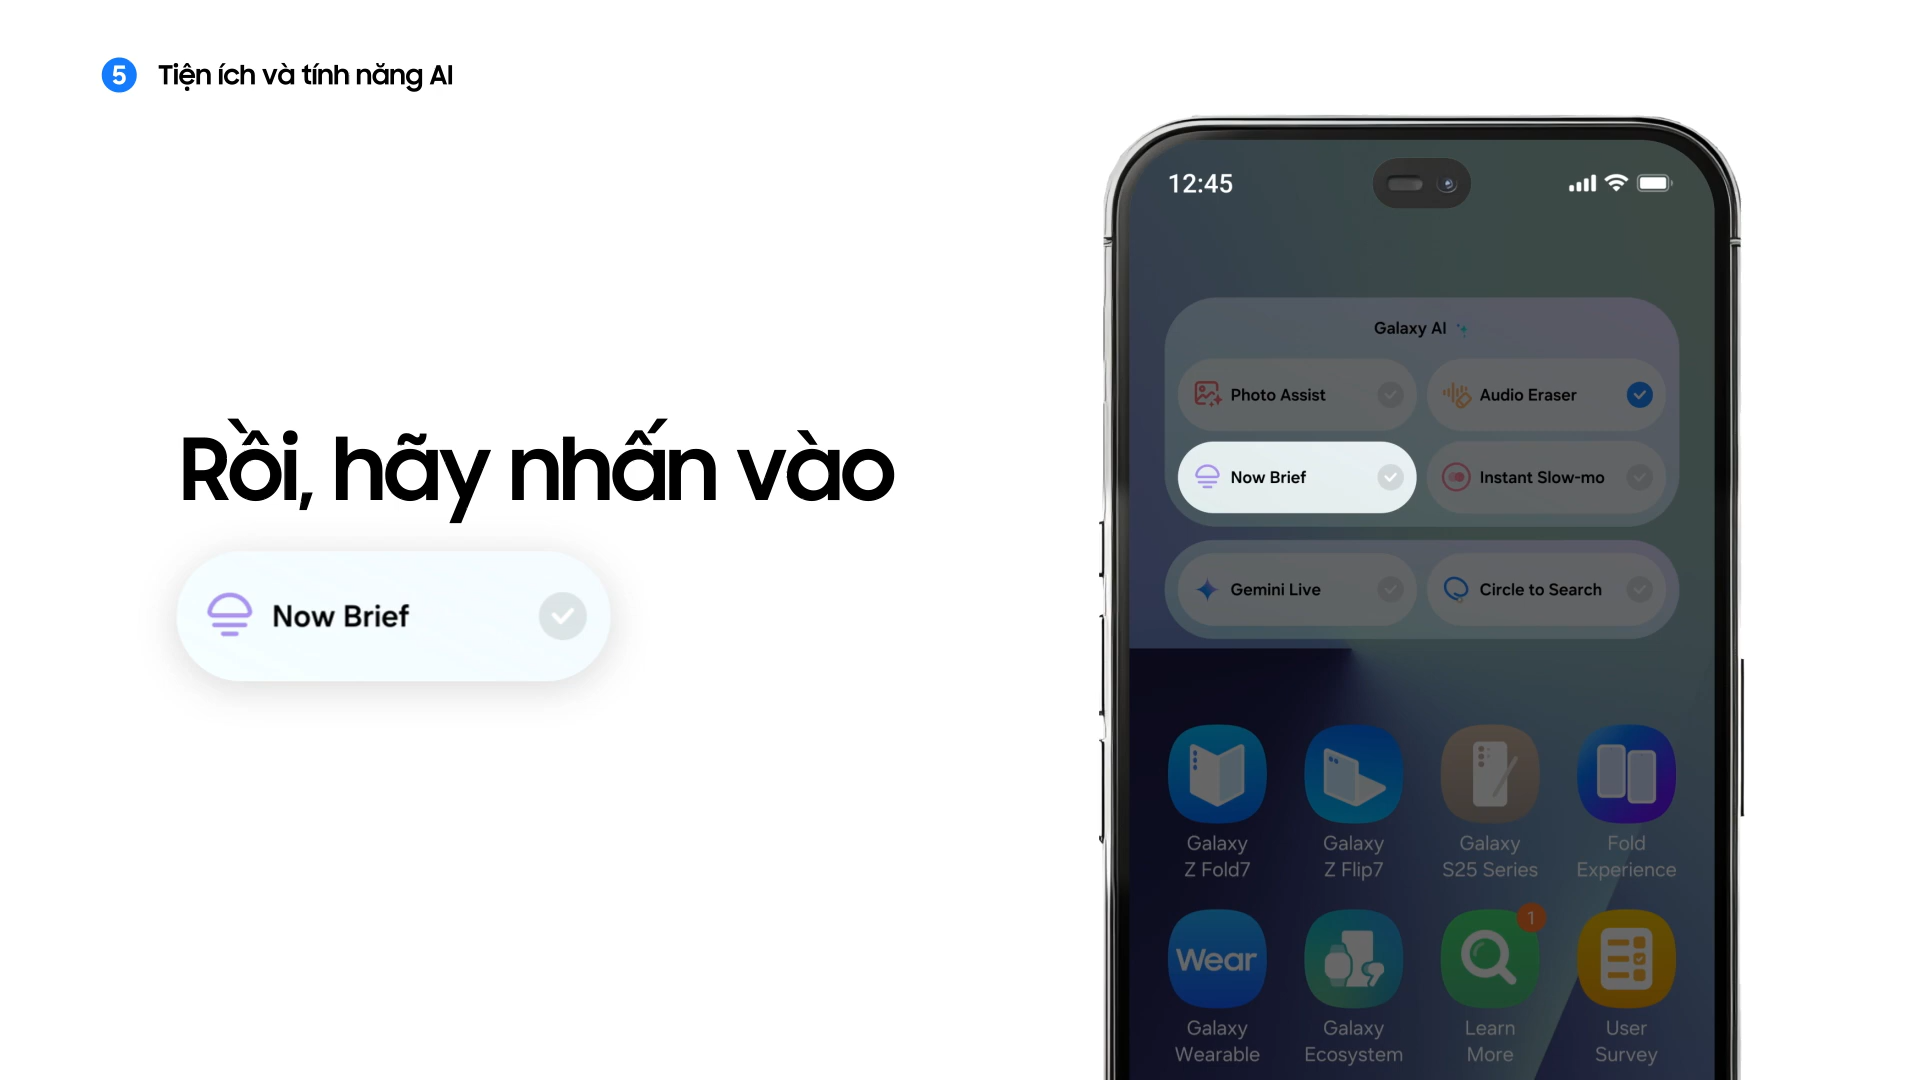 5 Tiện ích và tính năng AI
Rồi, hãy nhấn vào
Now Brief
12:45
Galaxy AI
Photo Assist
Audio Eraser
Now Brief
Instant Slow-mo
Gemini Live
Circle to Search
Galaxy
Z Fold7
Galaxy
Z Flip7
Galaxy
S25 Series
Fold
Experience
Wear
1
Galaxy
Wearable
Galaxy
Ecosystem
Learn
More
User
Survey